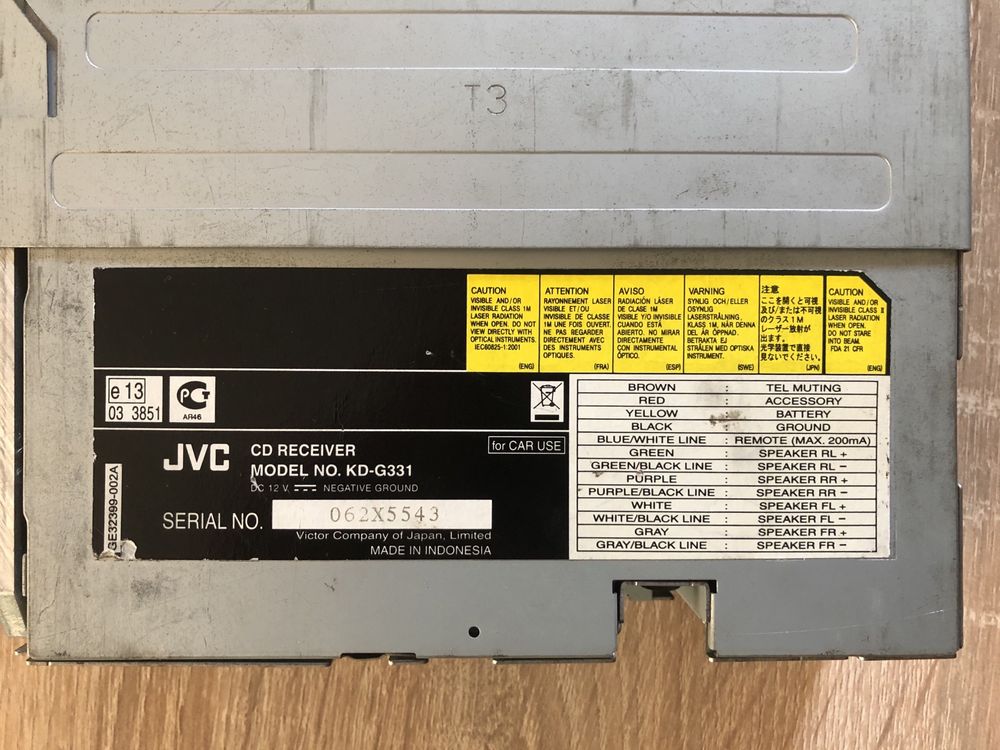 T3
CAUTION
VISIBLE AND/OR
INVISIBLE CLASS 1M
LASER RADIATION
WHEN OPEN. DO NOT
VIEW DIRECTLY WITH
OPTICAL INSTRUMENTS.
IEC60825-1:2001
(ENG)
ATTENTION
RAYONNEMENT LASER
VISIBLE ET/OU
INVISIBLE DE CLASSE
1M UNE FOIS OUVERT.
NE PAS REGARDER
DIRECTEMENT AVEC
DES INSTRUMENTS
OPTIQUES.
(FRA)
AVISO
RADIACIÓN LÁSER
DE CLASE 1M
VISIBLE Y/O INVISIBLE
CUANDO ESTÁ
ABIERTO. NO MIRAR
DIRECTAMENTE
CON INSTRUMENTAL
ÓPTICO.
(ESP)
VARNING
SYNLIG OCH/ELLER
OSYNLIG
LASERSTRÅLNING,
KLASS 1M, NÄR DENNA
DEL ÄR ÖPPNAD.
BETRAKTA EJ
STRÅLEN MED OPTISKA
INSTRUMENT.
(SWE)
注意
ここを開くと可視
及び/または不可視
のクラス1M
レーザー放射が
出ます。
光学装置で直接
見ないでください。
(JPN)
CAUTION
VISIBLE AND/OR
INVISIBLE CLASS II
LASER RADIATION
WHEN OPEN.
DO NOT STARE
INTO BEAM.
FDA 21 CFR
(ENG)
e 13
03 3851
РСТ
АЯ46
JVC
CD RECEIVER
for CAR USE
MODEL NO. KD-G331
DC 12 V NEGATIVE GROUND
SERIAL NO. 062X5543
Victor Company of Japan, Limited
MADE IN INDONESIA
GE32399-002A
BROWN : TEL MUTING
RED : ACCESSORY
YELLOW : BATTERY
BLACK : GROUND
BLUE/WHITE LINE : REMOTE (MAX. 200mA)
GREEN : SPEAKER RL +
GREEN/BLACK LINE : SPEAKER RL −
PURPLE : SPEAKER RR +
PURPLE/BLACK LINE : SPEAKER RR −
WHITE : SPEAKER FL +
WHITE/BLACK LINE : SPEAKER FL −
GRAY : SPEAKER FR +
GRAY/BLACK LINE : SPEAKER FR −